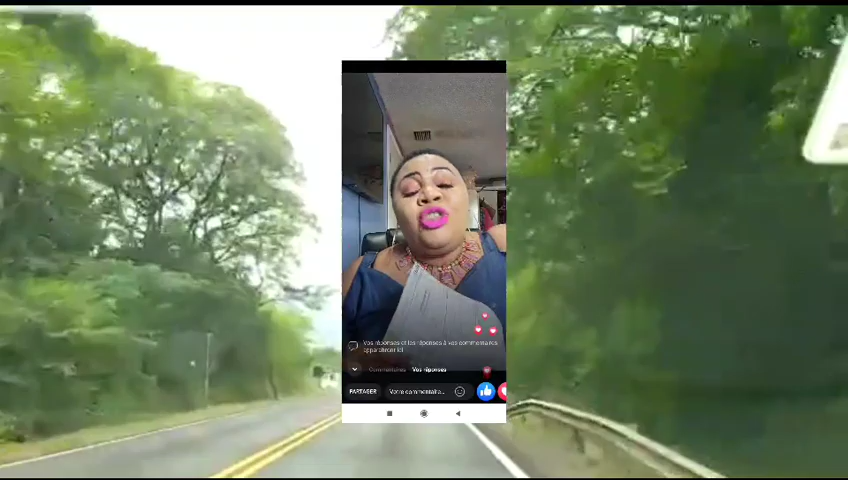 Vos réponses et les réponses à vos commentaires
apparaîtront ici
Commentaires Vos réponses
PARTAGER Votre commentaire...